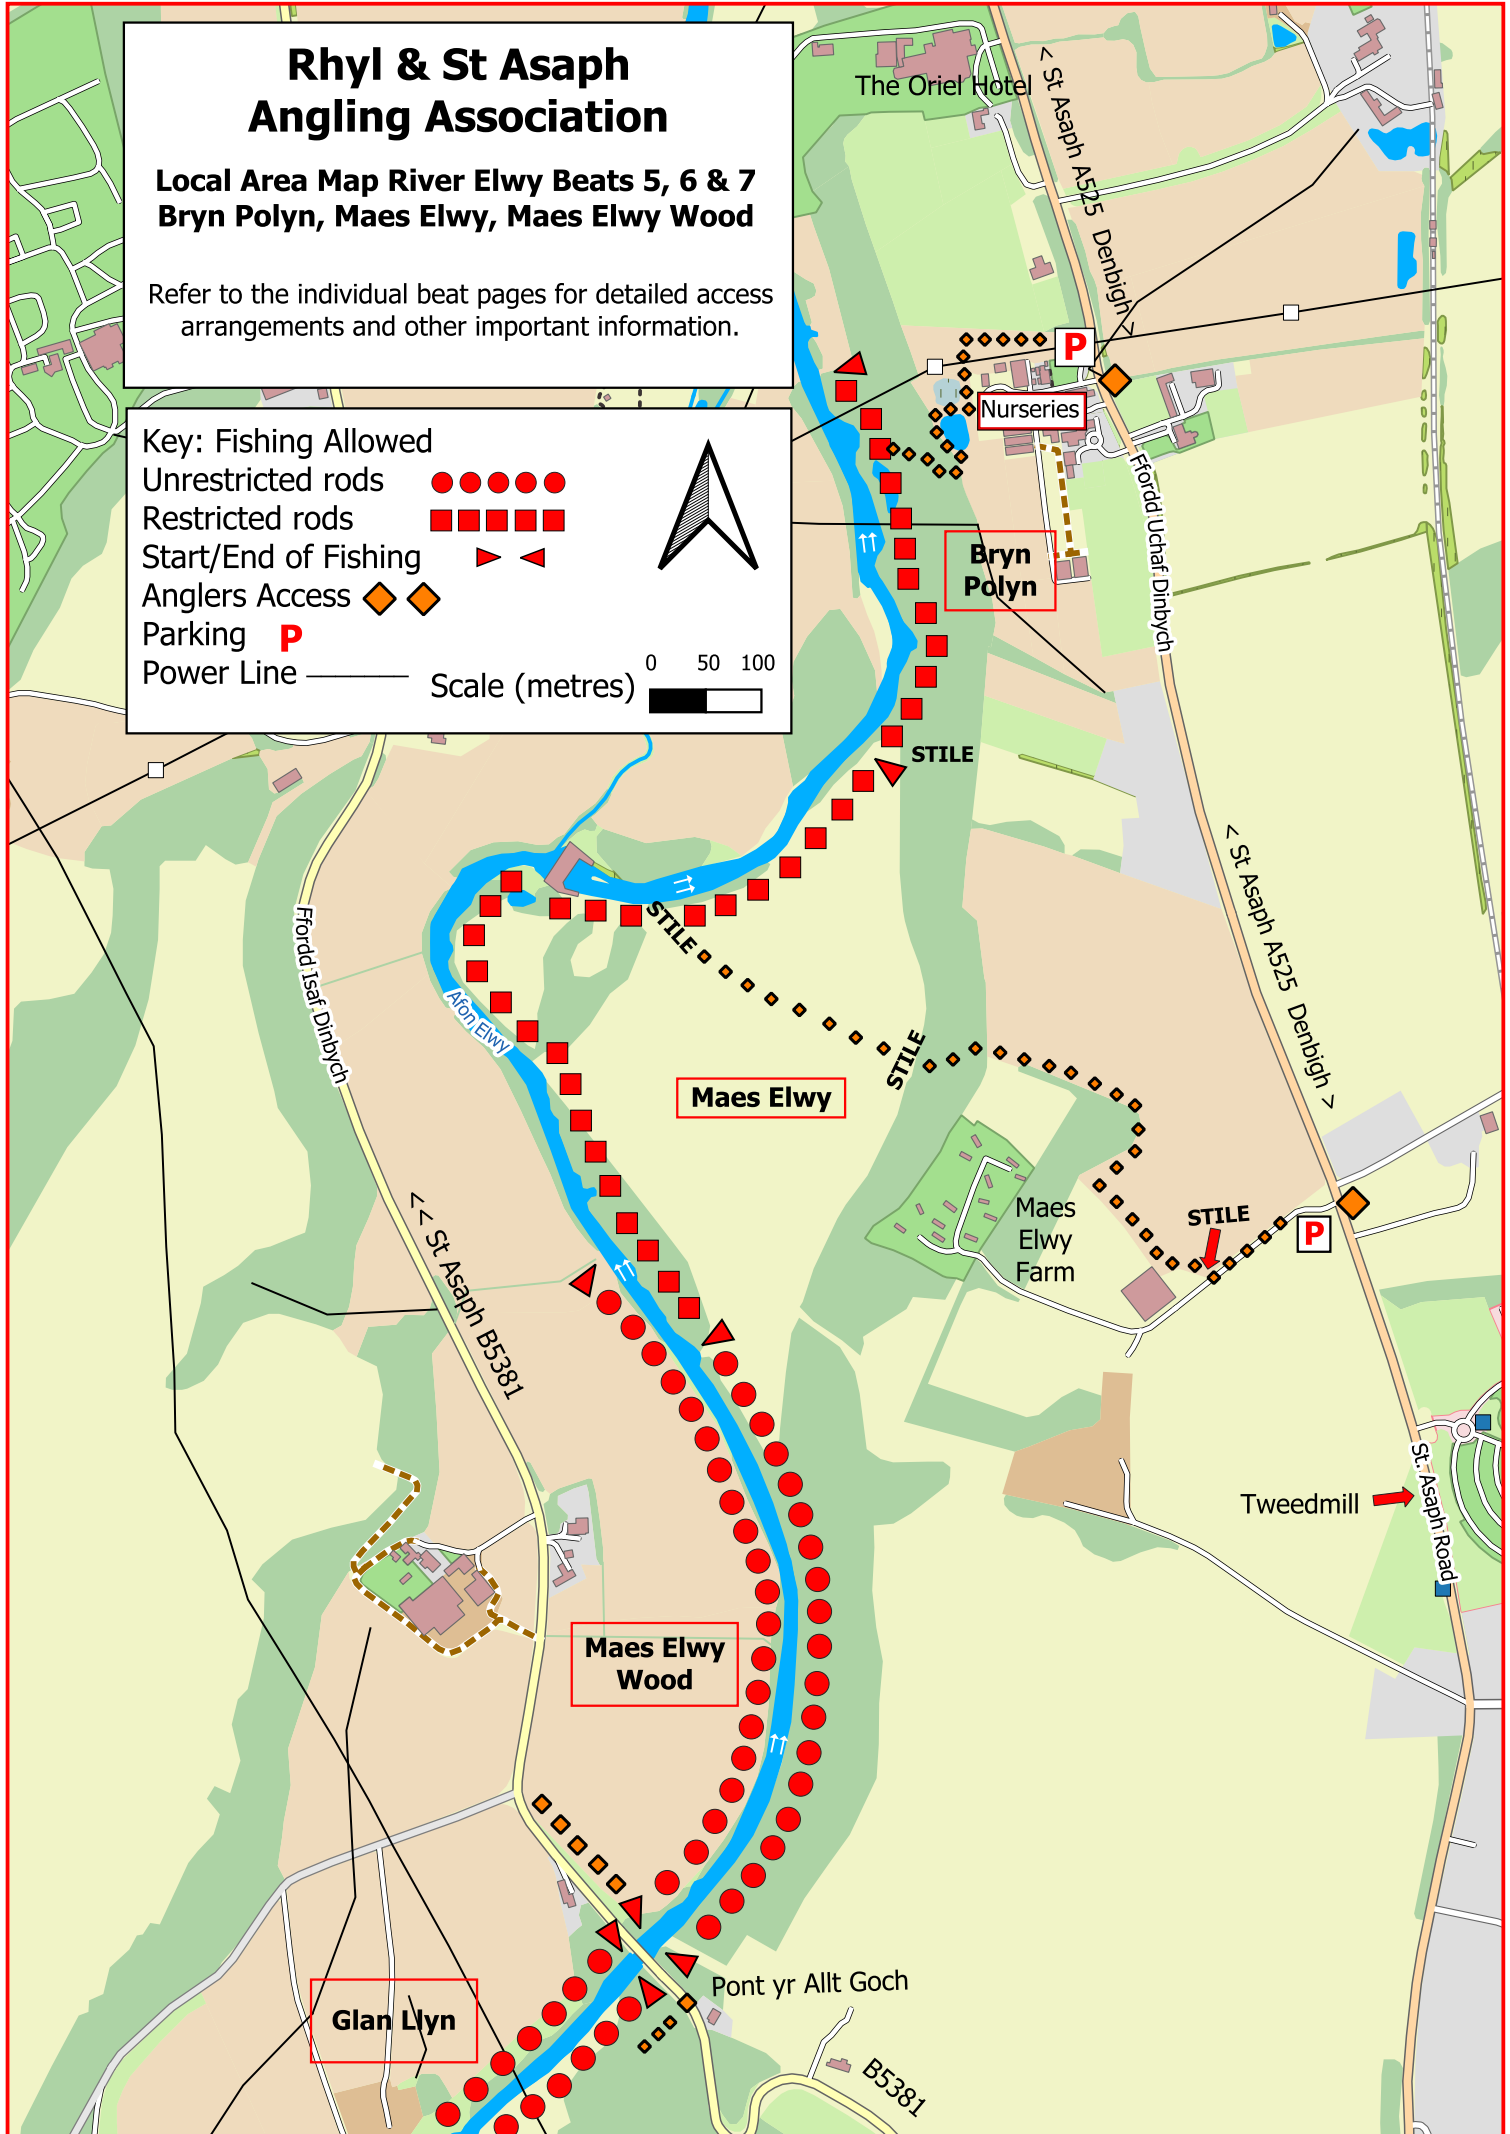 Rhyl & St Asaph
Angling Association
Local Area Map River Elwy Beats 5, 6 & 7
Bryn Polyn, Maes Elwy, Maes Elwy Wood
Refer to the individual beat pages for detailed access
arrangements and other important information.
The Oriel Hotel
< St Asaph A525 Denbigh >
P
Nurseries
Key: Fishing Allowed
Unrestricted rods
Restricted rods
Start/End of Fishing
Anglers Access
Parking P
Power Line
Scale (metres)
0 50 100
Ffordd Uchaf Dinbych
Bryn
Polyn
STILE
< St Asaph A525 Denbigh >
STILE
Ffordd Isaf Dinbych
Afon Elwy
STILE
Maes Elwy
Maes
Elwy
Farm
STILE
P
<< St Asaph B5381
Tweedmill
St. Asaph Road
Maes Elwy
Wood
Pont yr Allt Goch
Glan Llyn
B5381